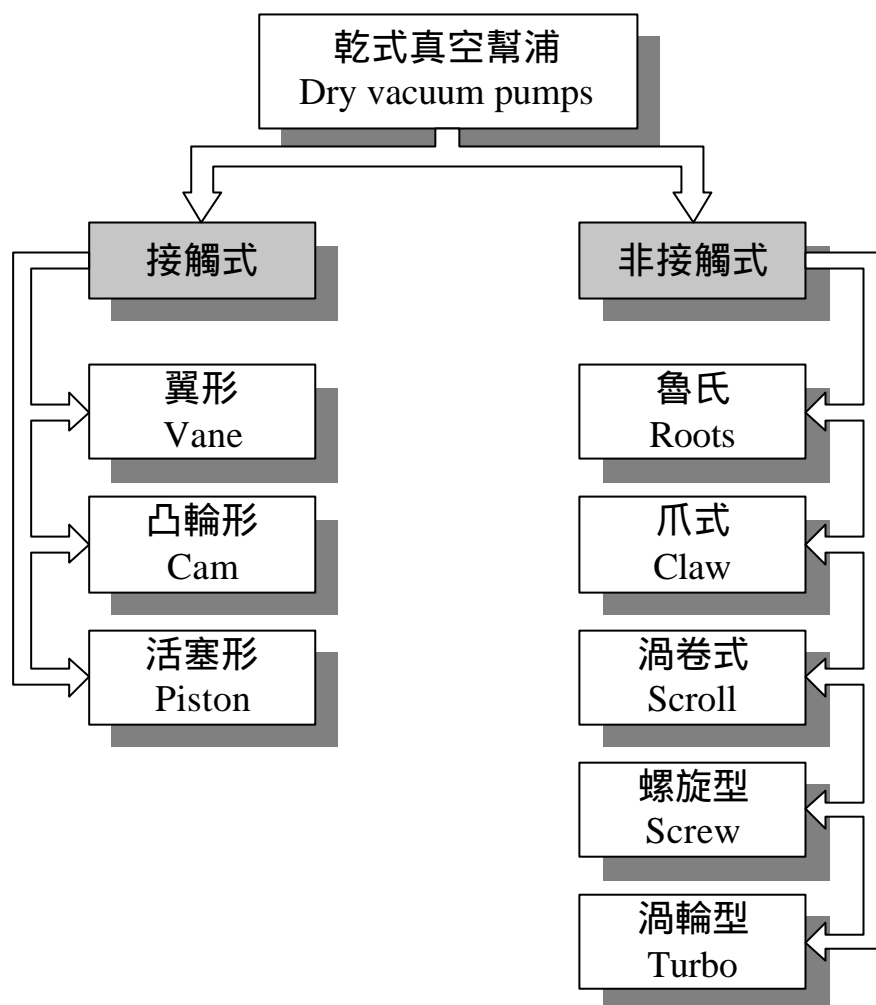 乾式真空幫浦
Dry vacuum pumps
接觸式
非接觸式
翼形
Vane
凸輪形
Cam
活塞形
Piston
魯氏
Roots
爪式
Claw
渦卷式
Scroll
螺旋型
Screw
渦輪型
Turbo